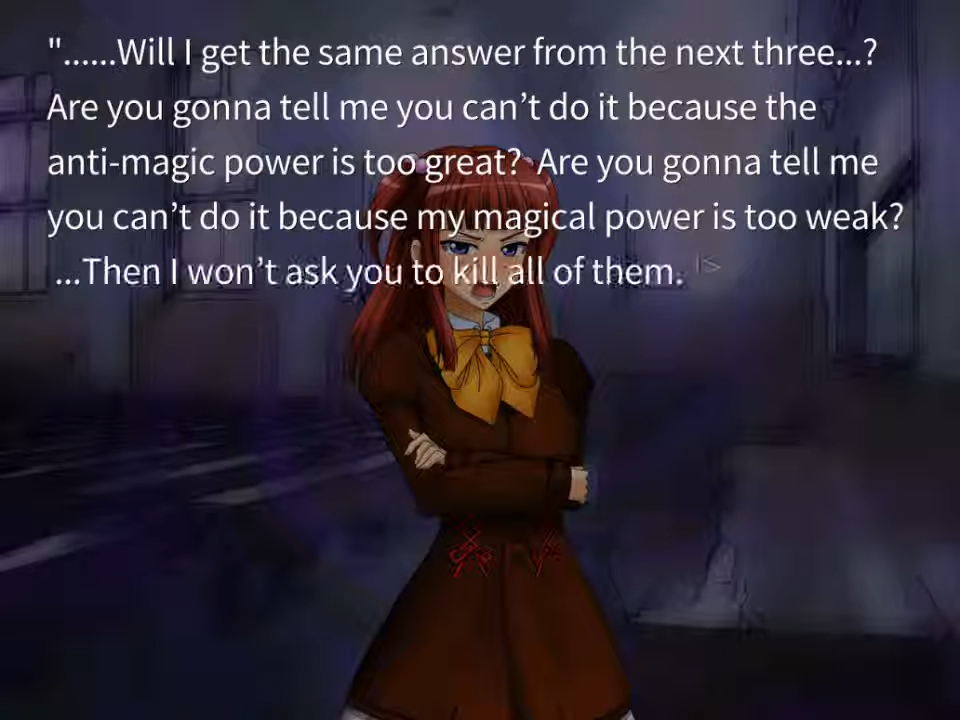 "......Will I get the same answer from the next three...?
Are you gonna tell me you can’t do it because the
anti-magic power is too great?  Are you gonna tell me
you can’t do it because my magical power is too weak?
...Then I won’t ask you to kill all of them.